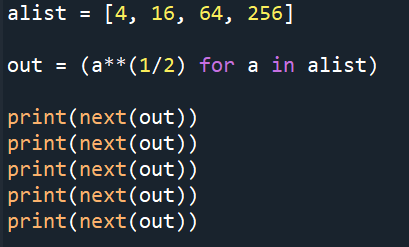 alist = [4, 16, 64, 256]
out = (a**(1/2) for a in alist)
print(next(out))
print(next(out))
print(next(out))
print(next(out))
print(next(out))